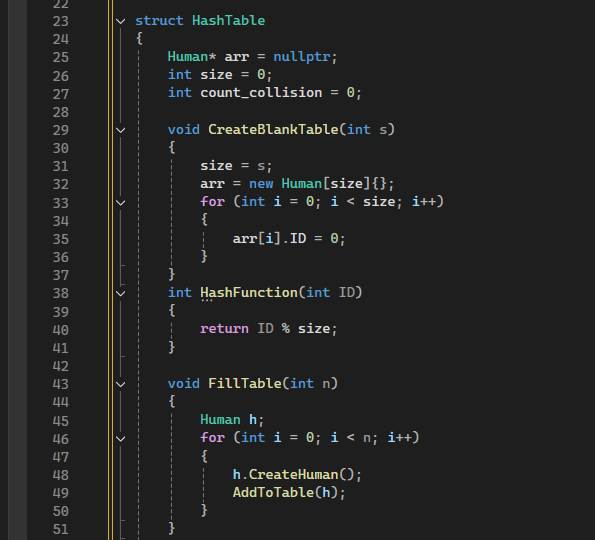 22
23 struct HashTable
24 {
25 Human* arr = nullptr;
26 int size = 0;
27 int count_collision = 0;
28
29 void CreateBlankTable(int s)
30 {
31 size = s;
32 arr = new Human[size]{};
33 for (int i = 0; i < size; i++)
34 {
35 arr[i].ID = 0;
36 }
37 }
38 int HashFunction(int ID)
39 {
40 return ID % size;
41 }
42
43 void FillTable(int n)
44 {
45 Human h;
46 for (int i = 0; i < n; i++)
47 {
48 h.CreateHuman();
49 AddToTable(h);
50 }
51 }